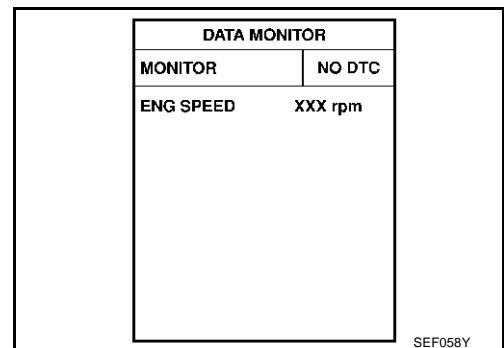 DATA MONITOR
MONITOR NO DTC
ENG SPEED XXX rpm
SEF058Y